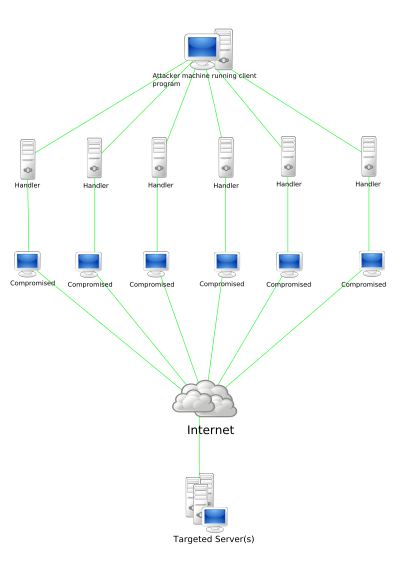 Attacker machine running client
program
Handler
Handler
Handler
Handler
Handler
Handler
Compromised
Compromised
Compromised
Compromised
Compromised
Compromised
Internet
Targeted Server(s)